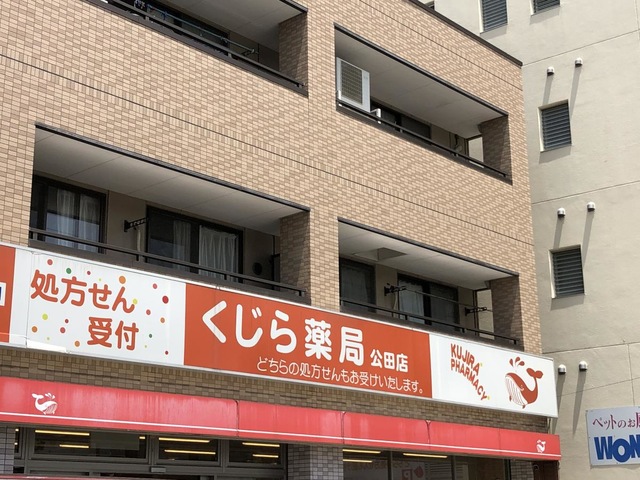 処方せん
受付
くじら薬局 公田店
どちらの処方せんもお受けいたします。
KUJIRA
PHARMACY
ペットのお
WON